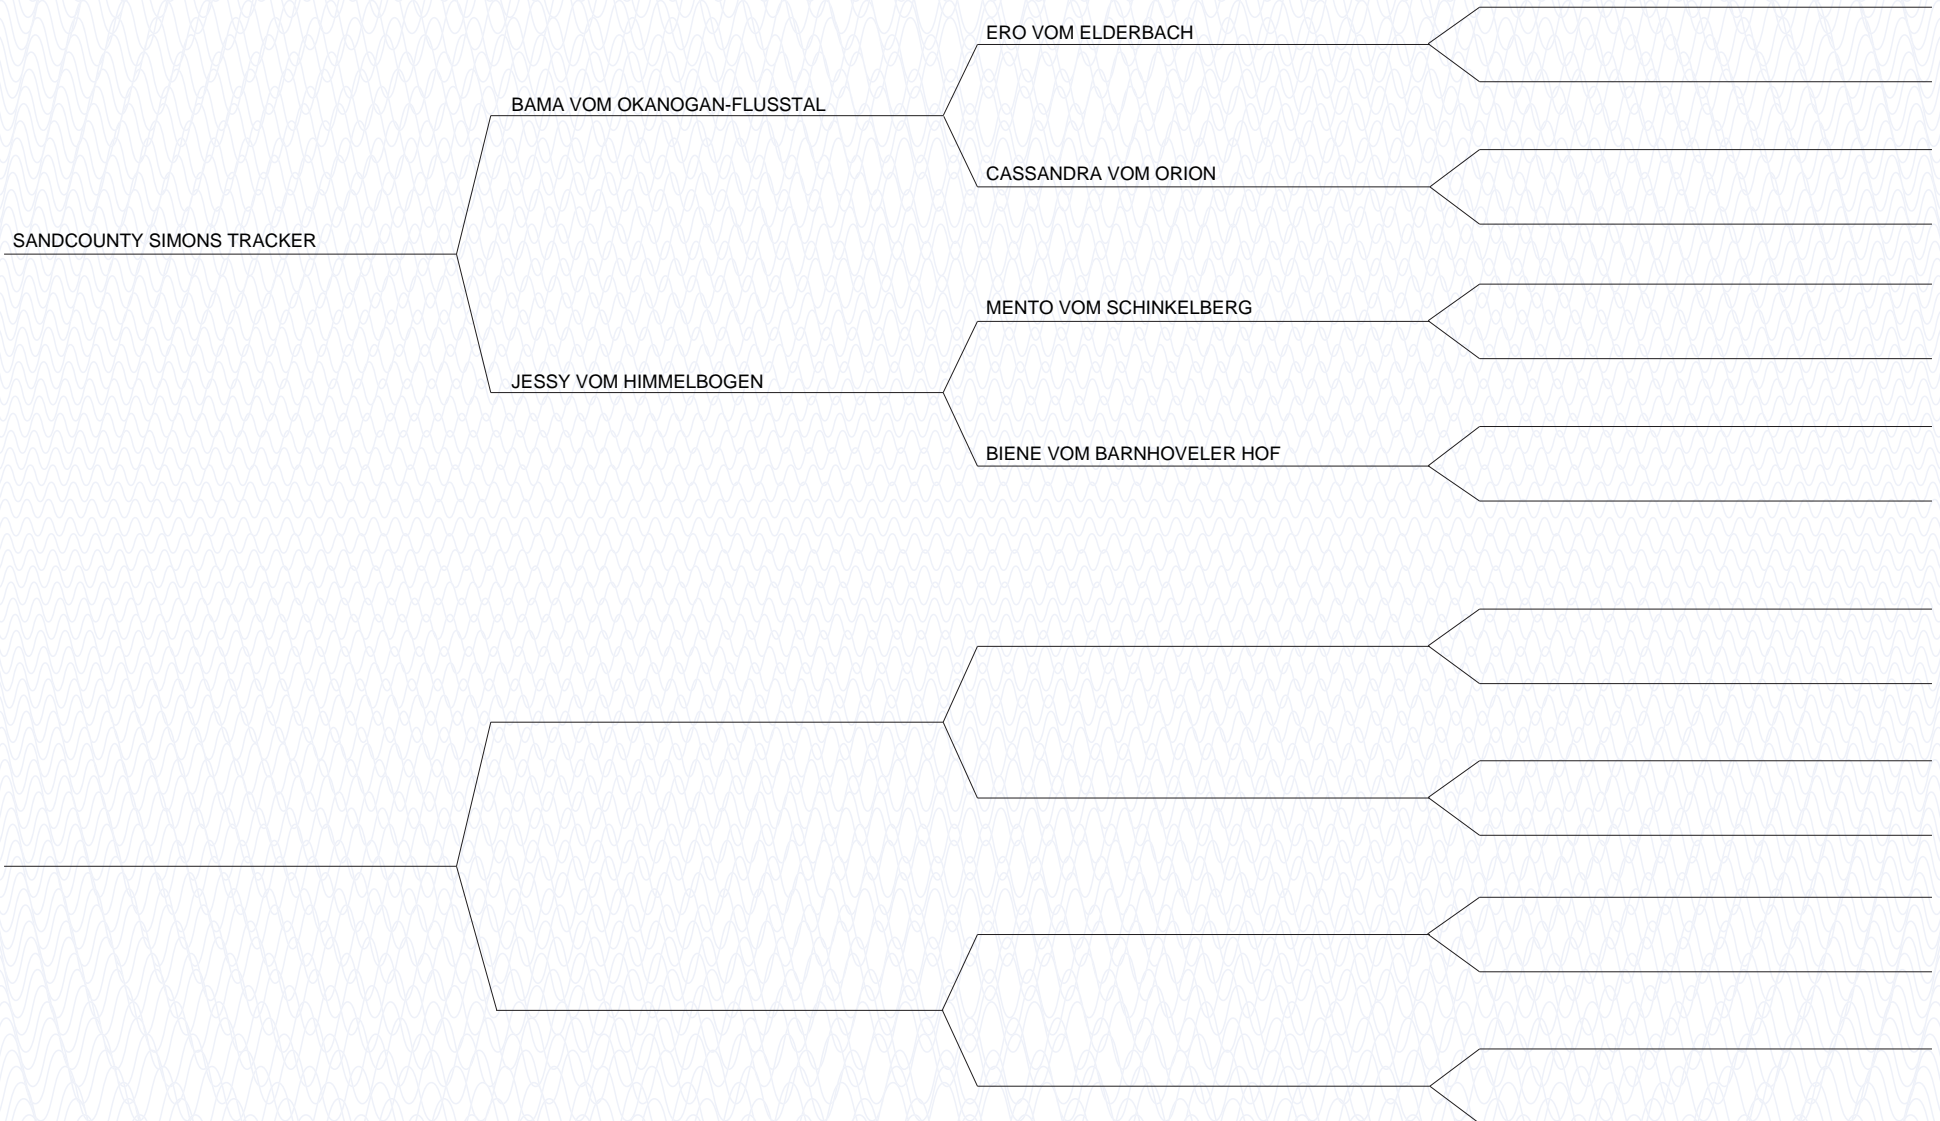 ERO VOM ELDERBACH
BAMA VOM OKANOGAN-FLUSSTAL
CASSANDRA VOM ORION
SANDCOUNTY SIMONS TRACKER
MENTO VOM SCHINKELBERG
JESSY VOM HIMMELBOGEN
BIENE VOM BARNHOVELER HOF